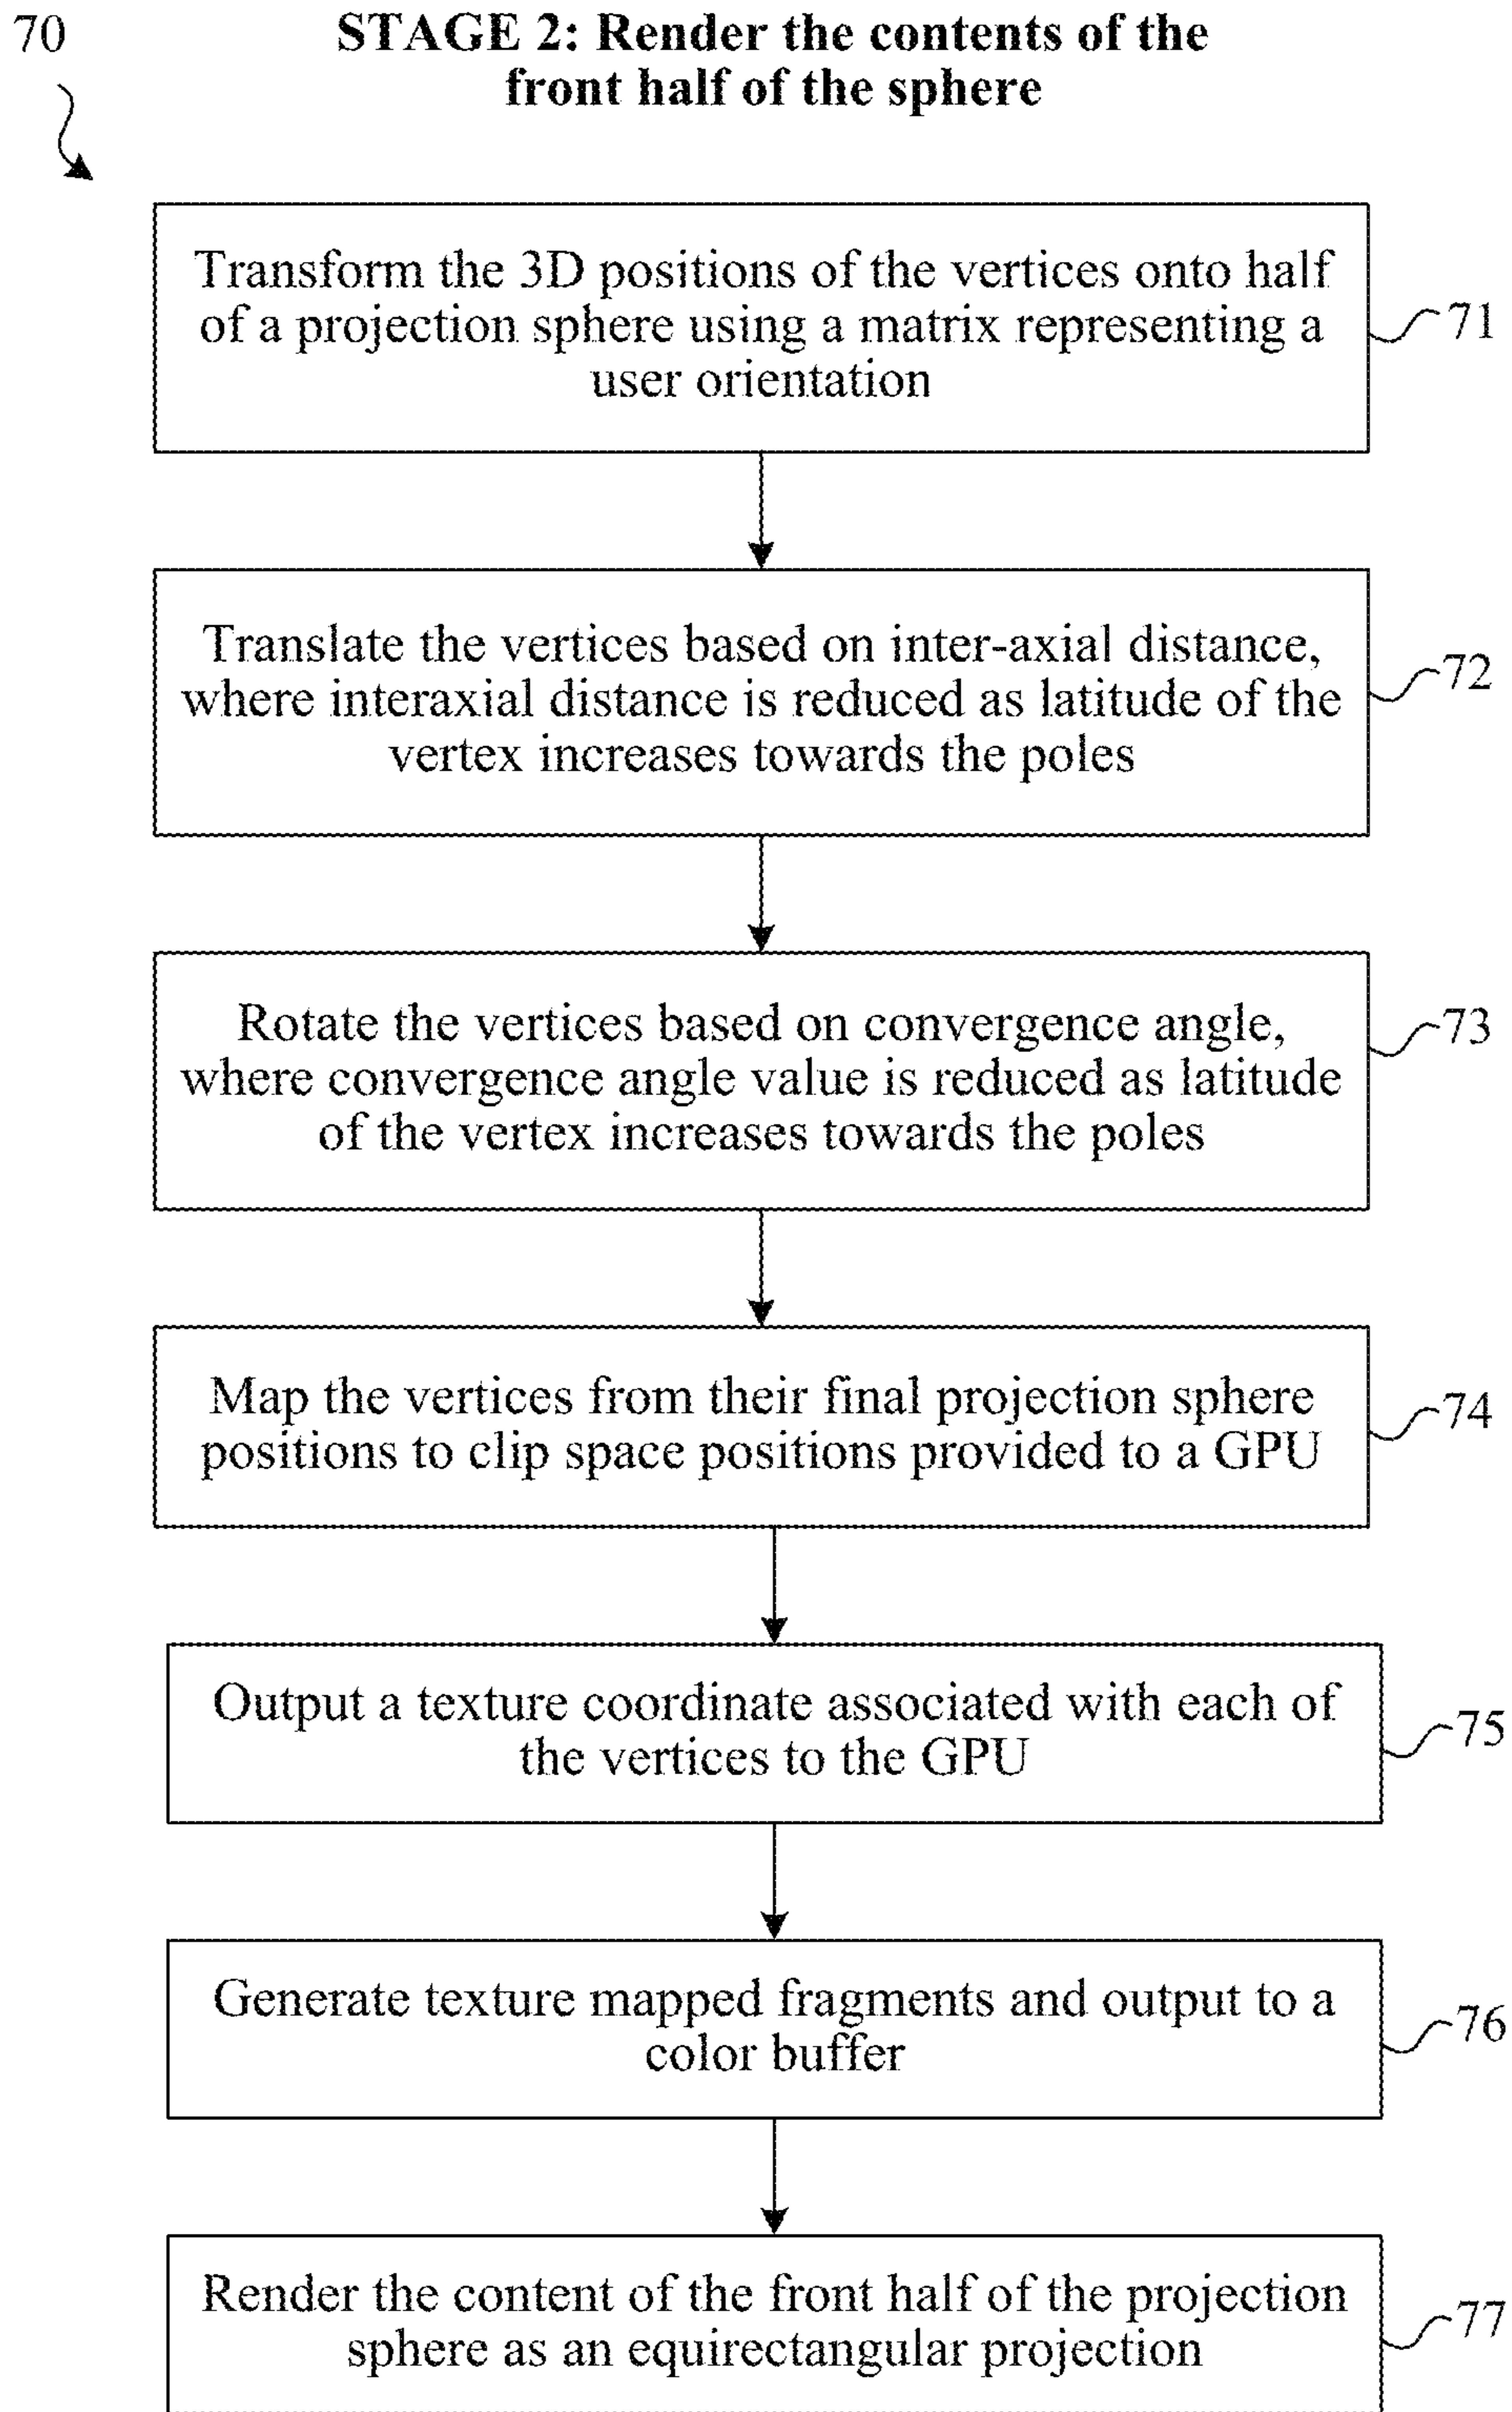 70
STAGE 2: Render the contents of the
front half of the sphere
Transform the 3D positions of the vertices onto half
of a projection sphere using a matrix representing a
user orientation
71
Translate the vertices based on inter-axial distance,
where interaxial distance is reduced as latitude of the
vertex increases towards the poles
72
Rotate the vertices based on convergence angle,
where convergence angle value is reduced as latitude
of the vertex increases towards the poles
73
Map the vertices from their final projection sphere
positions to clip space positions provided to a GPU
74
Output a texture coordinate associated with each of
the vertices to the GPU
75
Generate texture mapped fragments and output to a
color buffer
76
Render the content of the front half of the projection
sphere as an equirectangular projection
77